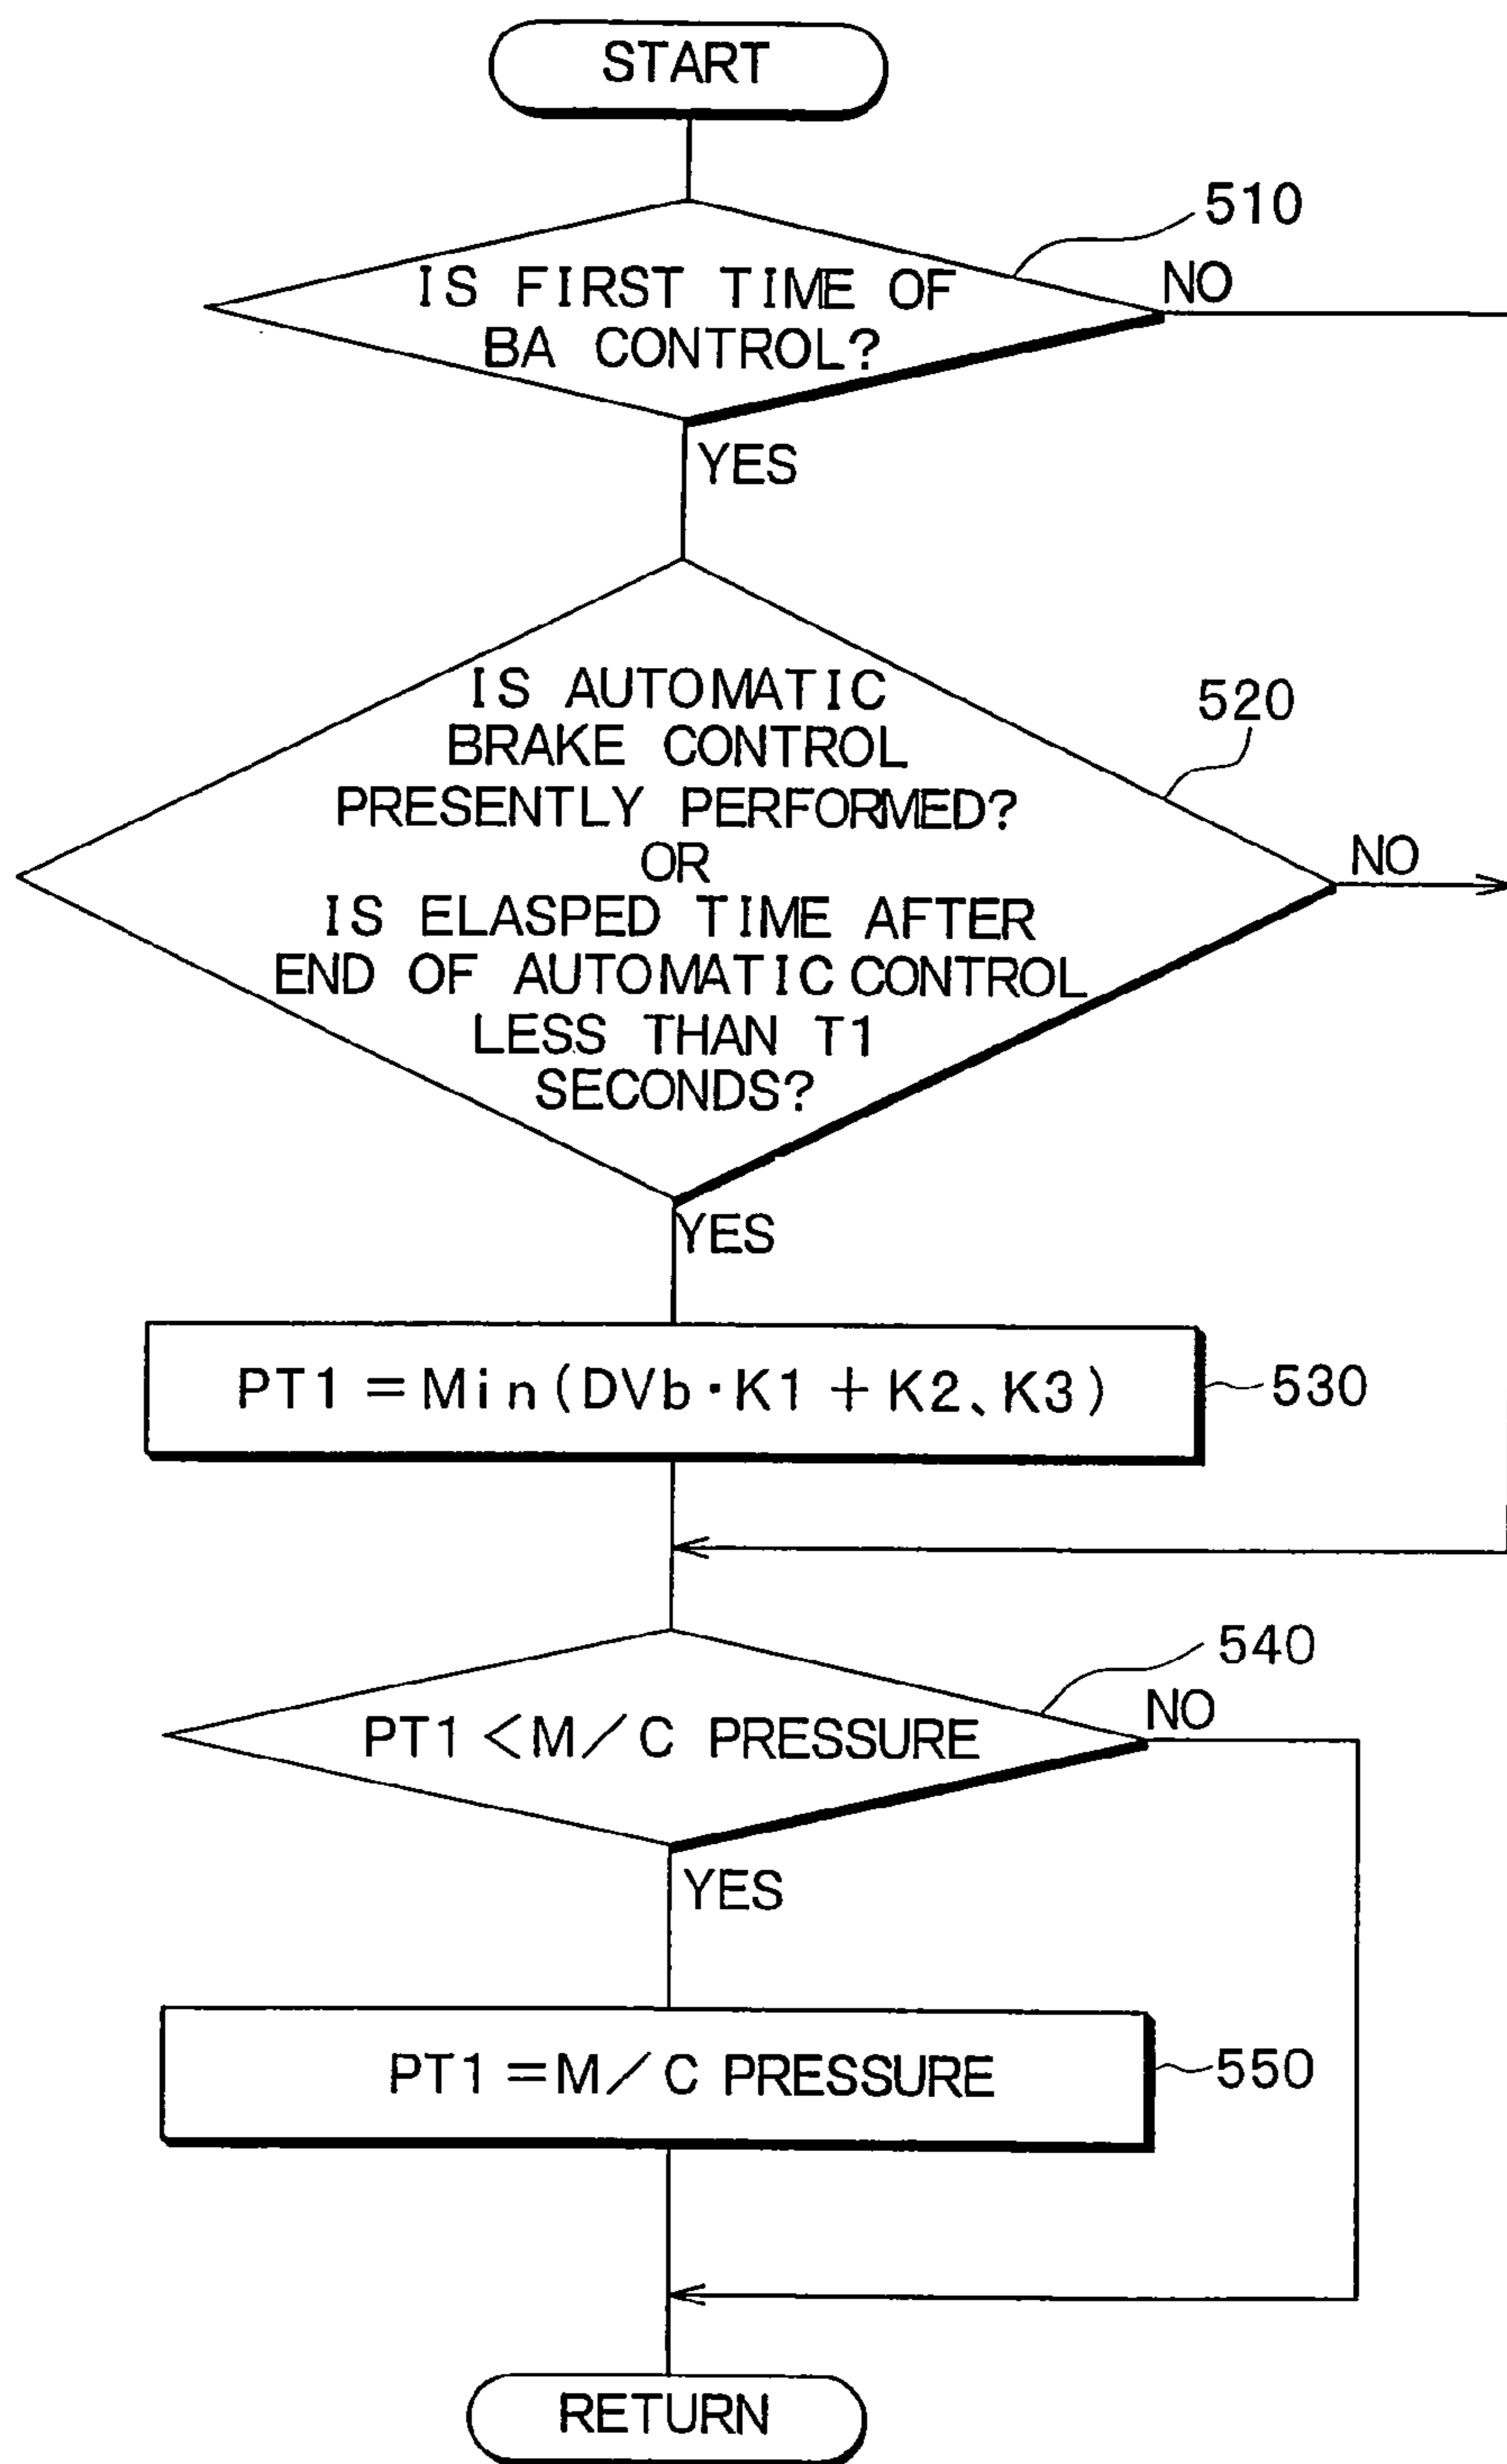 START
510
IS FIRST TIME OF
BA CONTROL?
NO
YES
IS AUTOMATIC
BRAKE CONTROL
PRESENTLY PERFORMED?
OR
IS ELASPED TIME AFTER
END OF AUTOMATIC CONTROL
LESS THAN T1
SECONDS?
520
NO
YES
PT1=Min(DVb·K1+K2、K3)
530
540
PT1<M/C PRESSURE
NO
YES
PT1=M/C PRESSURE
550
RETURN